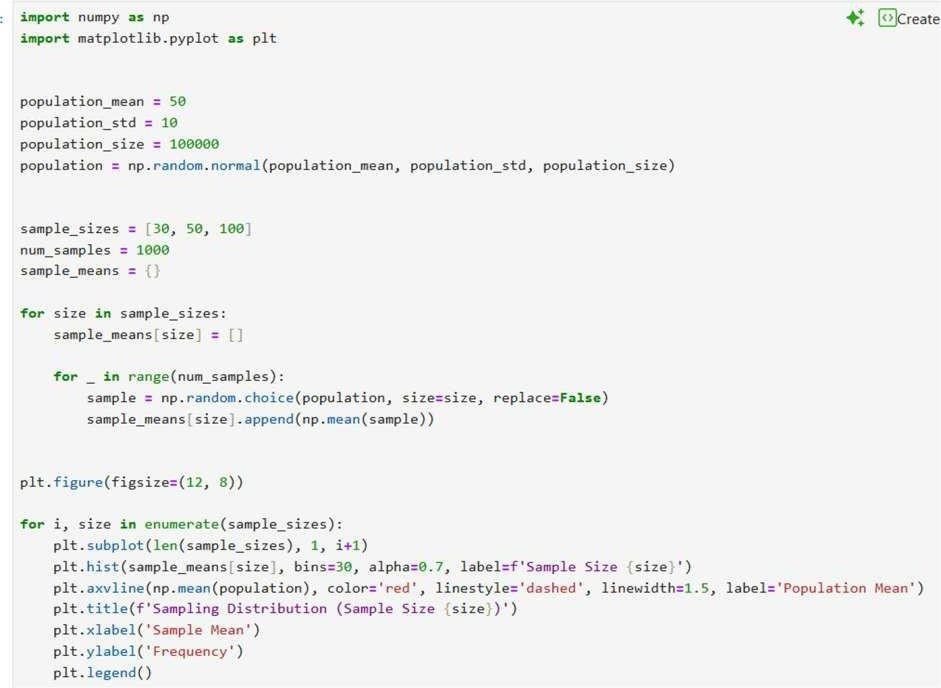 :
import numpy as np
Create
import matplotlib.pyplot as plt
population_mean = 50
population_std = 10
population_size = 100000
population = np.random.normal(population_mean, population_std, population_size)
sample_sizes = [30, 50, 100]
num_samples = 1000
sample_means = {}
for size in sample_sizes:
    sample_means[size] = []
    for _ in range(num_samples):
        sample = np.random.choice(population, size=size, replace=False)
        sample_means[size].append(np.mean(sample))
plt.figure(figsize=(12, 8))
for i, size in enumerate(sample_sizes):
    plt.subplot(len(sample_sizes), 1, i+1)
    plt.hist(sample_means[size], bins=30, alpha=0.7, label=f'Sample Size {size}')
    plt.axvline(np.mean(population), color='red', linestyle='dashed', linewidth=1.5, label='Population Mean')
    plt.title(f'Sampling Distribution (Sample Size {size})')
    plt.xlabel('Sample Mean')
    plt.ylabel('Frequency')
    plt.legend()